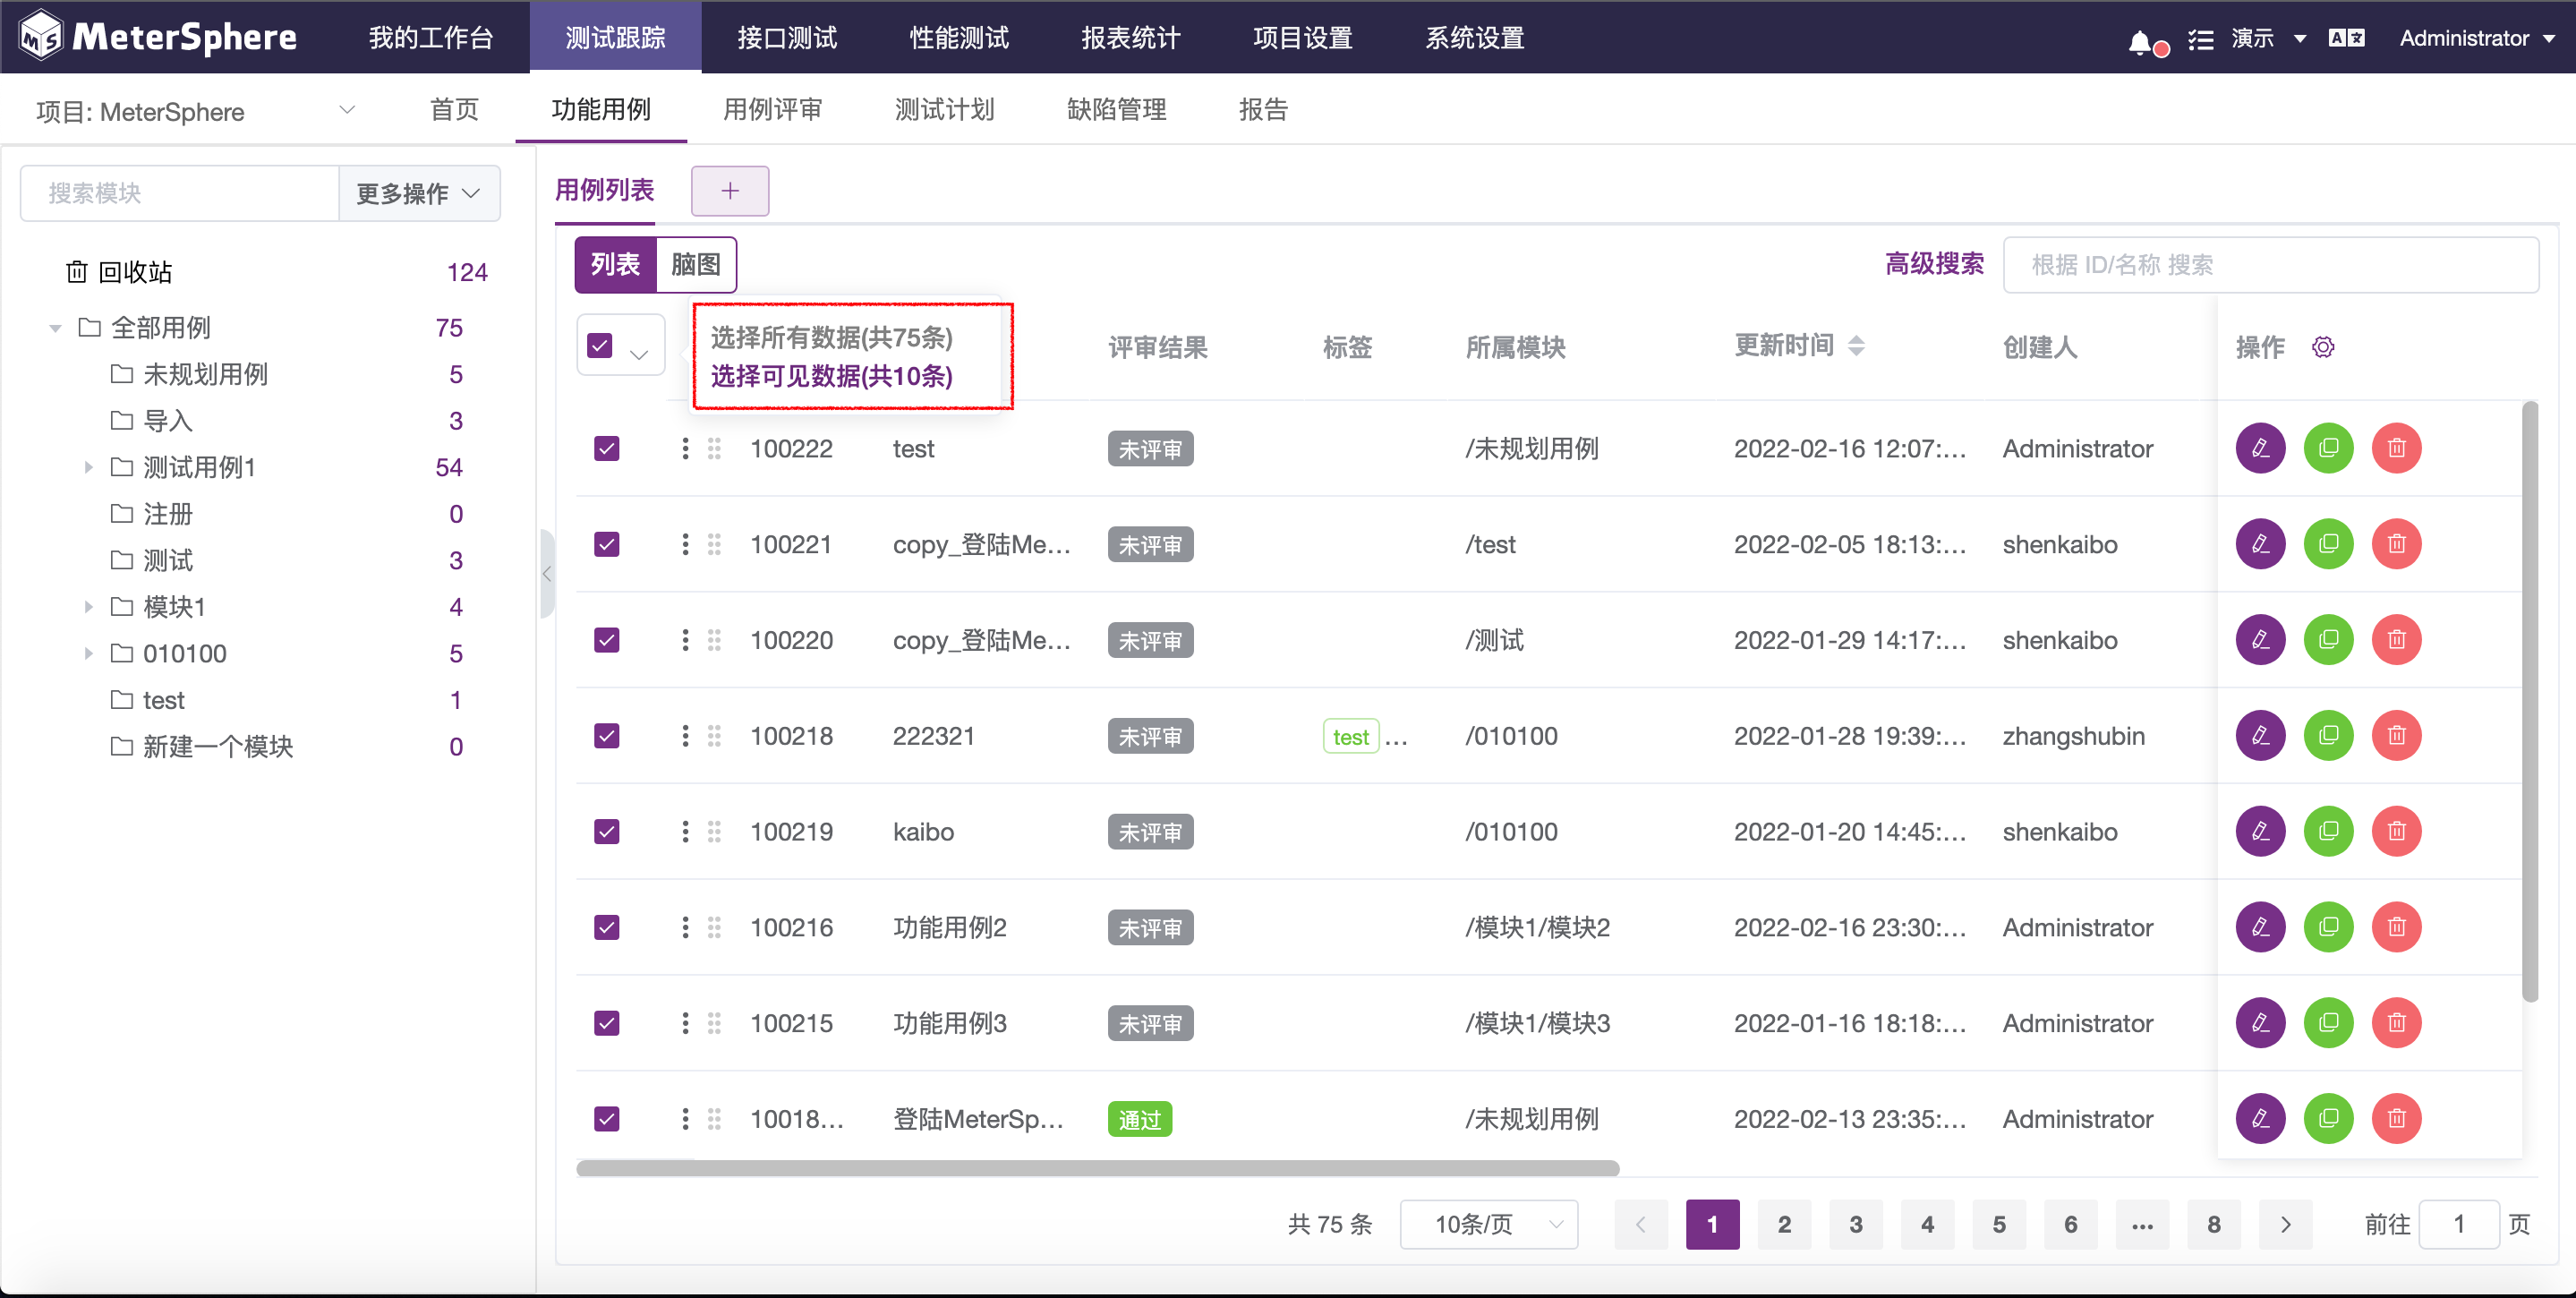 MS MeterSphere 我的工作台 测试跟踪 接口测试 性能测试 报表统计 项目设置 系统设置 演示 Administrator
项目: MeterSphere 首页 功能用例 用例评审 测试计划 缺陷管理 报告
搜索模块 更多操作
回收站 124
全部用例 75
未规划用例 5
导入 3
测试用例1 54
注册 0
测试 3
模块1 4
010100 5
test 1
新建一个模块 0
用例列表 +
列表 脑图 高级搜索 根据 ID/名称 搜索
选择所有数据(共75条)
选择可见数据(共10条)
评审结果 标签 所属模块 更新时间 创建人 操作
100222 test 未评审 /未规划用例 2022-02-16 12:07:... Administrator
100221 copy_登陆Me... 未评审 /test 2022-02-05 18:13:... shenkaibo
100220 copy_登陆Me... 未评审 /测试 2022-01-29 14:17:... shenkaibo
100218 222321 未评审 test ... /010100 2022-01-28 19:39:... zhangshubin
100219 kaibo 未评审 /010100 2022-01-20 14:45:... shenkaibo
100216 功能用例2 未评审 /模块1/模块2 2022-02-16 23:30:... Administrator
100215 功能用例3 未评审 /模块1/模块3 2022-01-16 18:18:... Administrator
10018... 登陆MeterSp... 通过 /未规划用例 2022-02-13 23:35:... Administrator
共 75 条 10条/页 1 2 3 4 5 6 ... 8 前往 1 页